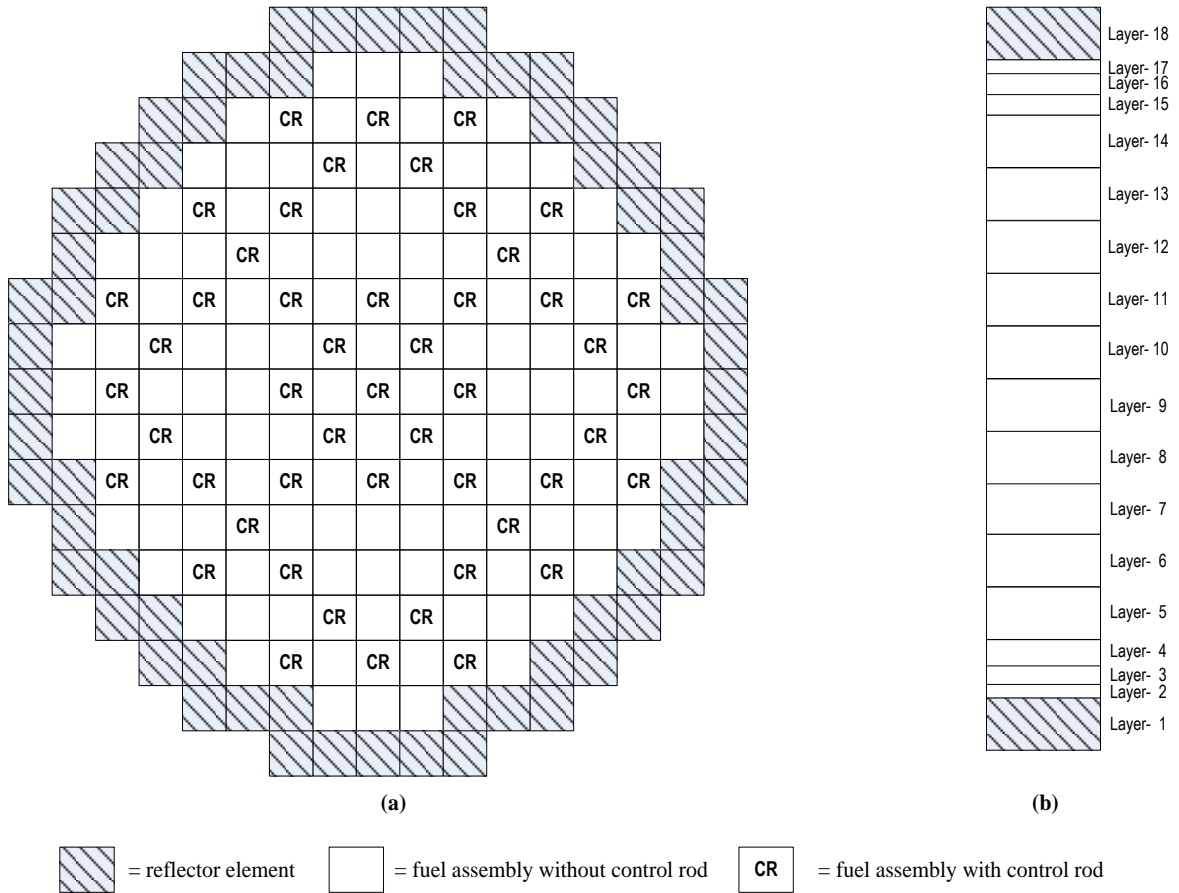 Layer- 18
Layer- 17
Layer- 16
Layer- 15
CR CR CR
Layer- 14
CR CR
Layer- 13
CR CR CR CR
Layer- 12
CR CR
Layer- 11
CR CR CR CR CR CR CR
Layer- 10
CR CR CR CR
CR CR CR CR CR
Layer- 9
CR CR CR CR
Layer- 8
CR CR CR CR CR CR CR
Layer- 7
CR CR
Layer- 6
CR CR CR CR
Layer- 5
CR CR
Layer- 4
CR CR CR
Layer- 3
Layer- 2
Layer- 1
(a) (b)
= reflector element = fuel assembly without control rod CR = fuel assembly with control rod